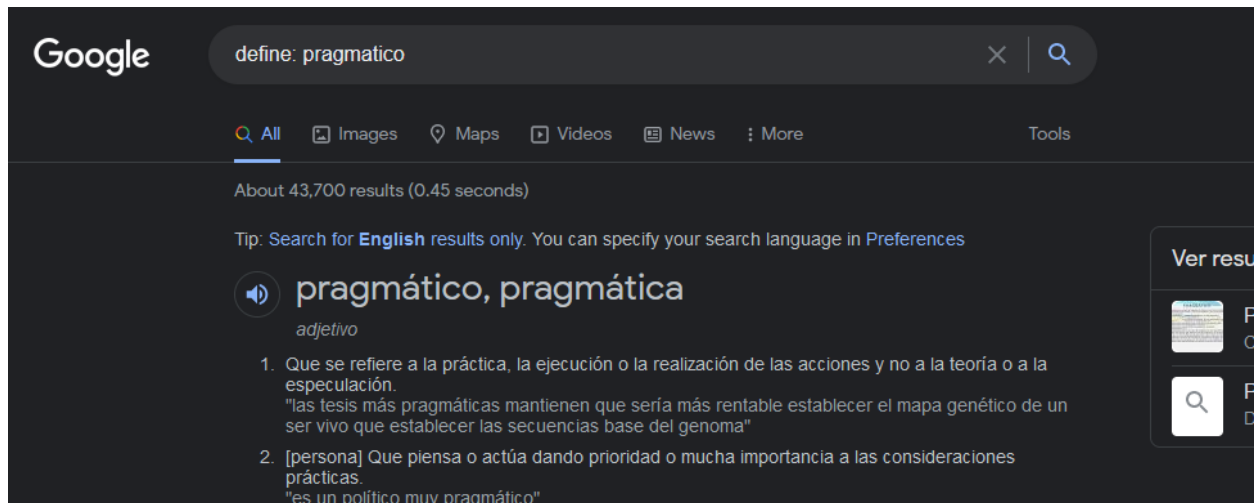 Google
define: pragmatico
All Images Maps Videos News More Tools
About 43,700 results (0.45 seconds)
Tip: Search for English results only. You can specify your search language in Preferences
pragmático, pragmática
adjetivo
1. Que se refiere a la práctica, la ejecución o la realización de las acciones y no a la teoría o a la
especulación.
"las tesis más pragmáticas mantienen que sería más rentable establecer el mapa genético de un
ser vivo que establecer las secuencias base del genoma"
2. [persona] Que piensa o actúa dando prioridad o mucha importancia a las consideraciones
prácticas.
"es un político muy pragmático"
Ver resu
P
C
P
D